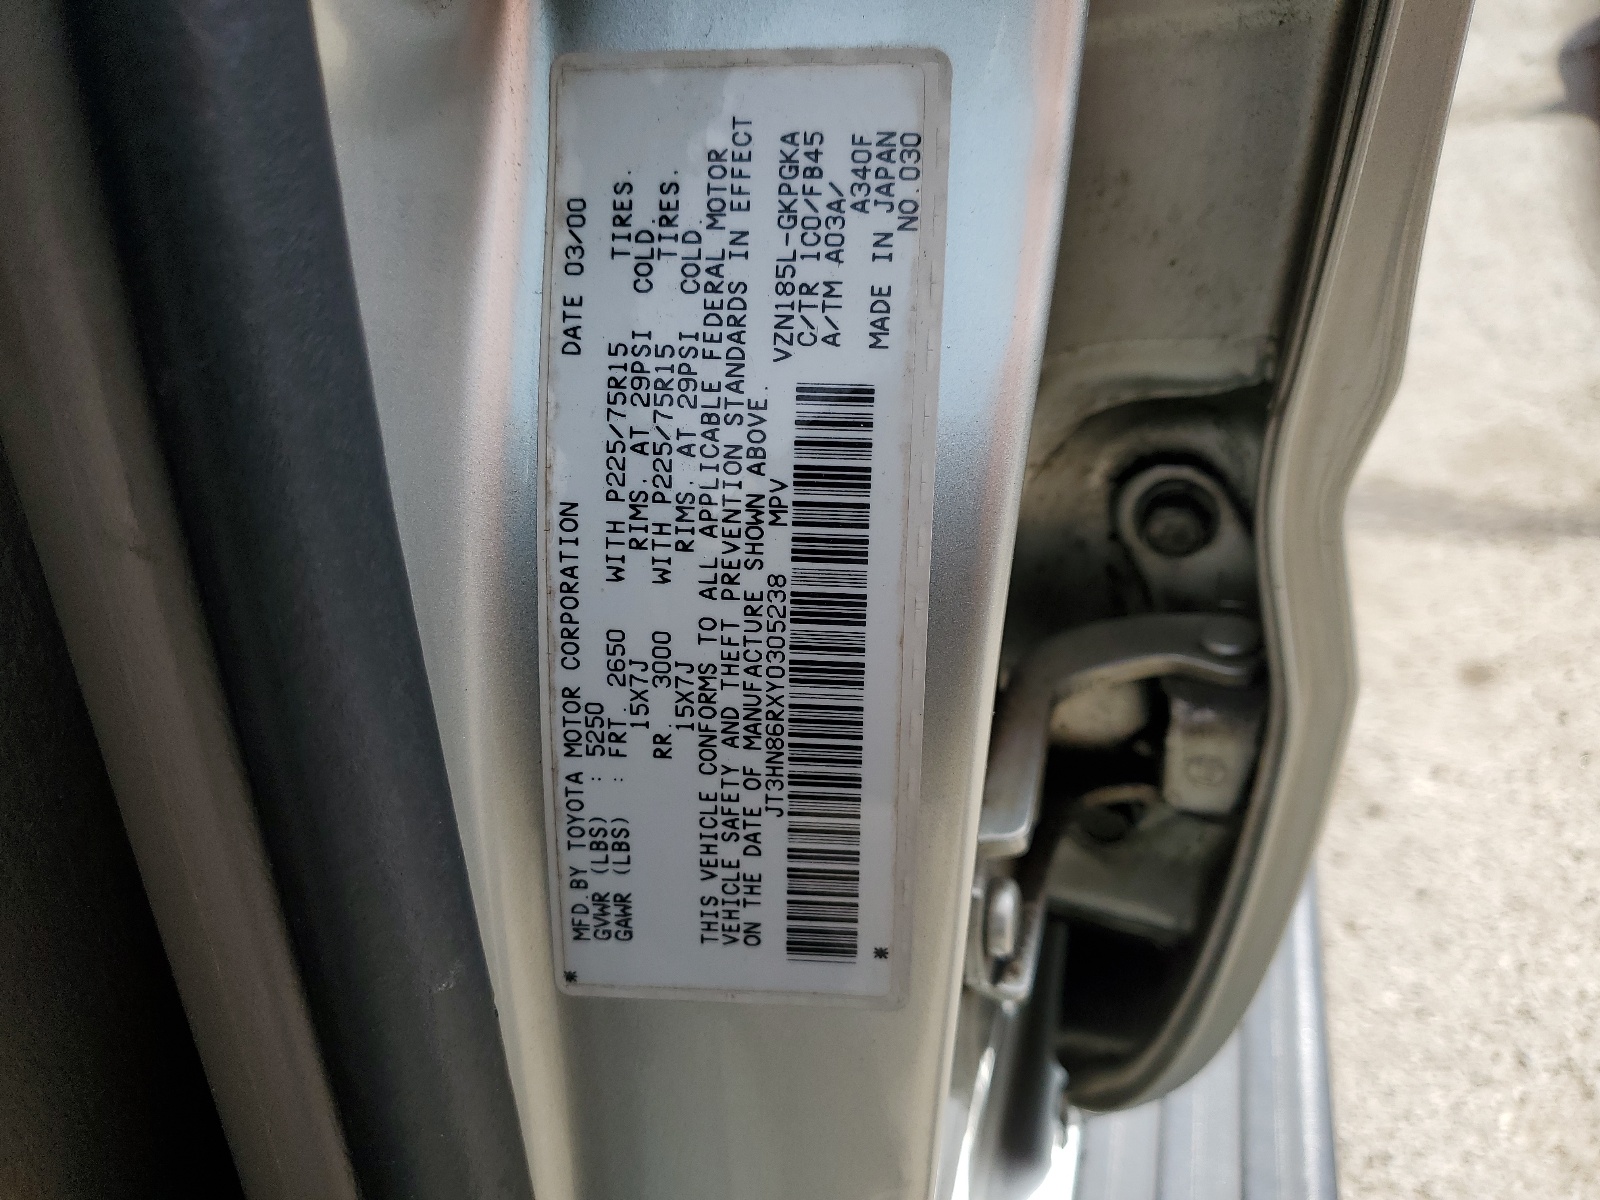 * MFD.BY TOYOTA MOTOR CORPORATION DATE 03/00
GVWR (LBS) : 5250
GAWR (LBS) : FRT. 2650 WITH P225/75R15 TIRES.
15X7J RIMS. AT 29PSI COLD.
RR. 3000 WITH P225/75R15 TIRES.
15X7J RIMS. AT 29PSI COLD.
THIS VEHICLE CONFORMS TO ALL APPLICABLE FEDERAL MOTOR
VEHICLE SAFETY AND THEFT PREVENTION STANDARDS IN EFFECT
ON THE DATE OF MANUFACTURE SHOWN ABOVE.
JT3HN86RXY0305238 MPV
VZN185L-GKPGKA
C/TR 1C0/FB45
A/TM A03A/
A340F
* MADE IN JAPAN
NO.030